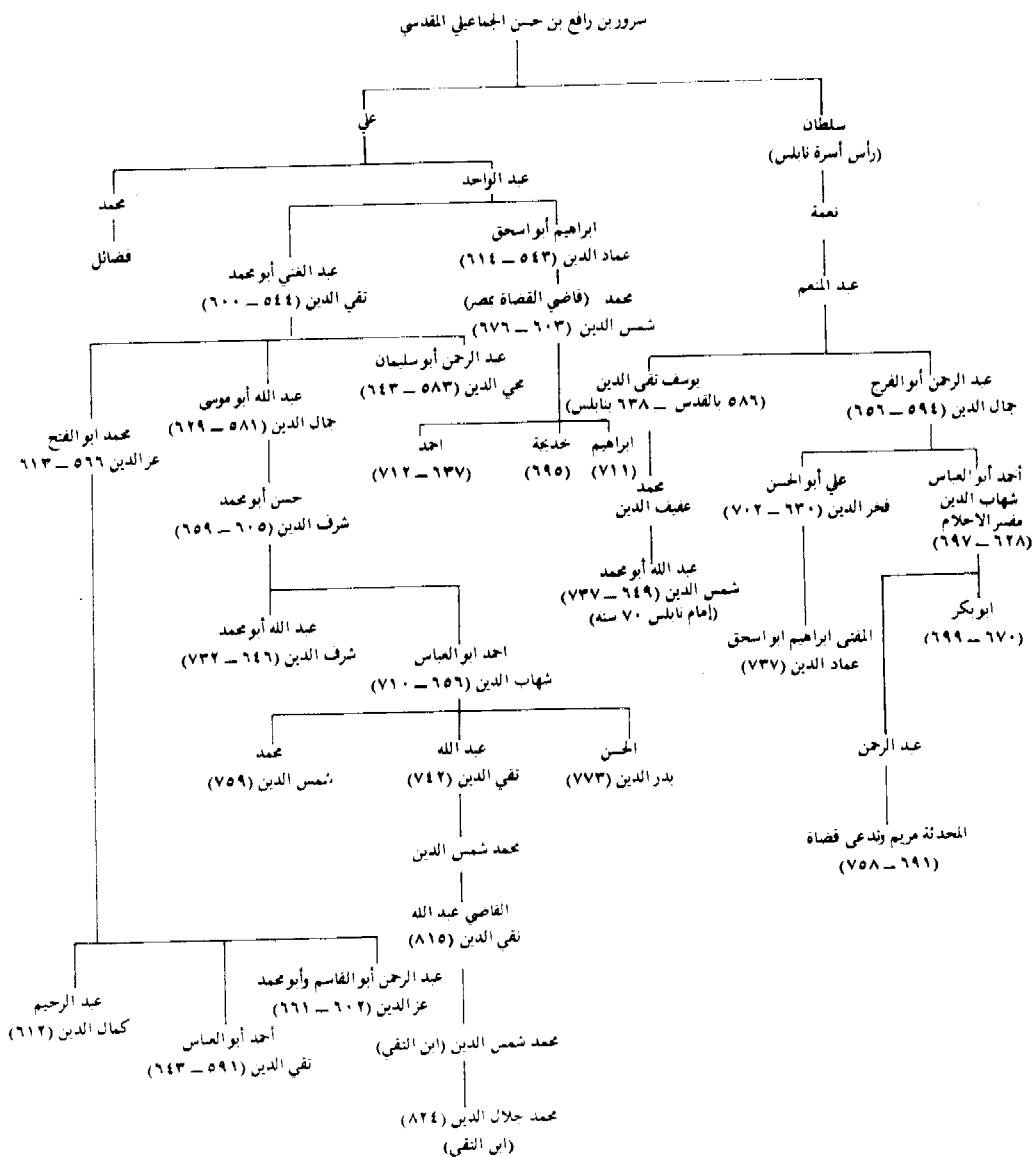 سرور بن رافع بن حسن الجماعيلي المقدسي
علي
سلطان
(رأس أسرة نابلس)
عبد الواحد
محمد
نعمة
فضائل
ابراهيم أبو اسحق
عماد الدين (٥٤٣ – ٦١٤)
عبد الغني أبو محمد
تقي الدين (٥٤٤ – ٦٠٠)
عبد المنعم
محمد (قاضي القضاة بمصر)
شمس الدين (٦٠٣ – ٦٧٦)
عبد الرحمن أبو سليمان
محي الدين (٥٨٣ – ٦٤٣)
يوسف تقي الدين
(٥٨٦ بالقدس – ٦٣٨ بنابلس)
عبد الرحمن أبو الفرج
جمال الدين (٥٩٤ – ٦٥٦)
عبد الله أبو موسى
جمال الدين (٥٨١ – ٦٢٩)
محمد ابو الفتح
عز الدين ٥٦٦ – ٦١٣
ابراهيم
(٧١١)
خديجة
(٦٩٥)
احمد
(٦٣٧ – ٧١٢)
أحمد أبو العباس
شهاب الدين
مفسر الاحلام
(٦٢٨ – ٦٩٧)
علي أبو الحسن
فخر الدين (٦٣٠ – ٧٠٢)
محمد
عفيف الدين
حسن أبو محمد
شرف الدين (٦٠٥ – ٦٥٩)
عبد الله أبو محمد
شمس الدين (٦٤٩ – ٧٣٧)
(إمام نابلس ٧٠ سنة)
ابو بكر
(٦٧٠ – ٦٩٩)
المفتى ابراهيم ابو اسحق
عماد الدين (٧٣٧)
عبد الله أبو محمد
شرف الدين (٦٤٦ – ٧٣٢)
احمد ابو العباس
شهاب الدين (٦٥٦ – ٧١٠)
عبد الرحمن
الحسن
بدر الدين (٧٧٣)
عبد الله
تقي الدين (٧٤٢)
محمد
شمس الدين (٧٥٩)
المحدثة مريم وتدعى قضاة
(٦٩١ – ٧٥٨)
محمد شمس الدين
القاضي عبد الله
تقي الدين (٨١٥)
عبد الرحمن أبو القاسم وأبو محمد
عز الدين (٦٠٢ – ٦٦١)
عبد الرحيم
كمال الدين (٦١٢)
أحمد أبو العباس
تقي الدين (٥٩١ – ٦٤٣)
محمد شمس الدين (ابن التقي)
محمد جلال الدين (٨٢٤)
(ابن التقي)